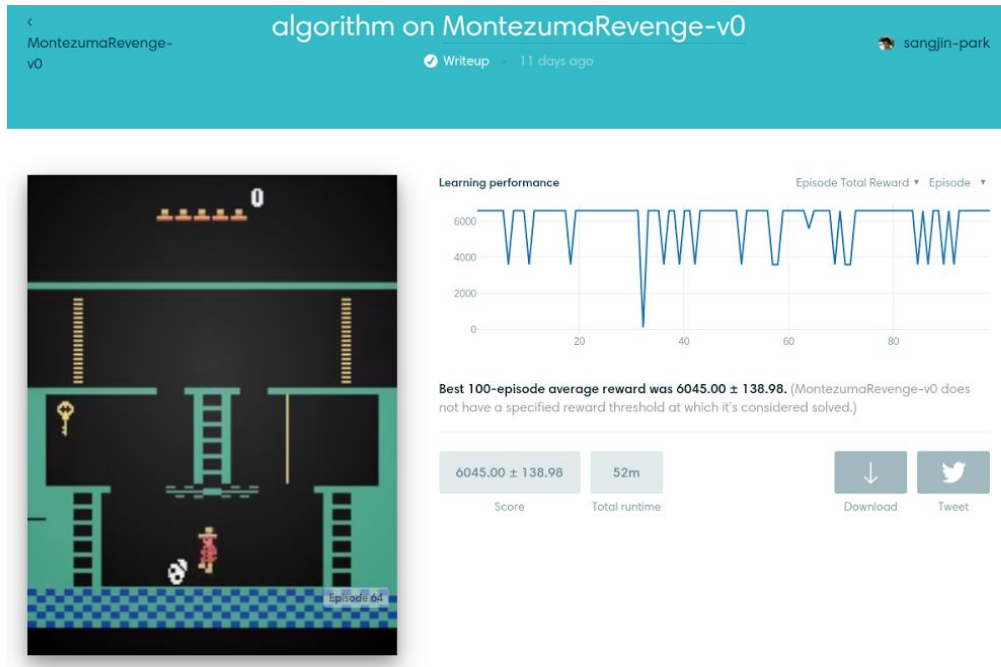 ‹
MontezumaRevenge-
v0
algorithm on MontezumaRevenge-v0
Writeup · 11 days ago
sangjin-park
0
Episode 64
Learning performance
Episode Total Reward ▾ Episode ▾
6000
4000
2000
0
20 40 60 80
Best 100-episode average reward was 6045.00 ± 138.98. (MontezumaRevenge-v0 does
not have a specified reward threshold at which it's considered solved.)
6045.00 ± 138.98 52m
Score Total runtime
Download Tweet